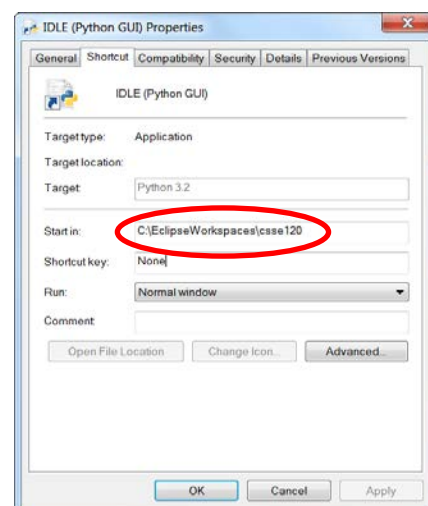 IDLE (Python GUI) Properties
General Shortcut Compatibility Security Details Previous Versions
IDLE (Python GUI)
Target type: Application
Target location:
Target: Python 3.2
Start in: C:\EclipseWorkspaces\csse120
Shortcut key: None
Run: Normal window
Comment:
Open File Location Change Icon... Advanced...
OK Cancel Apply